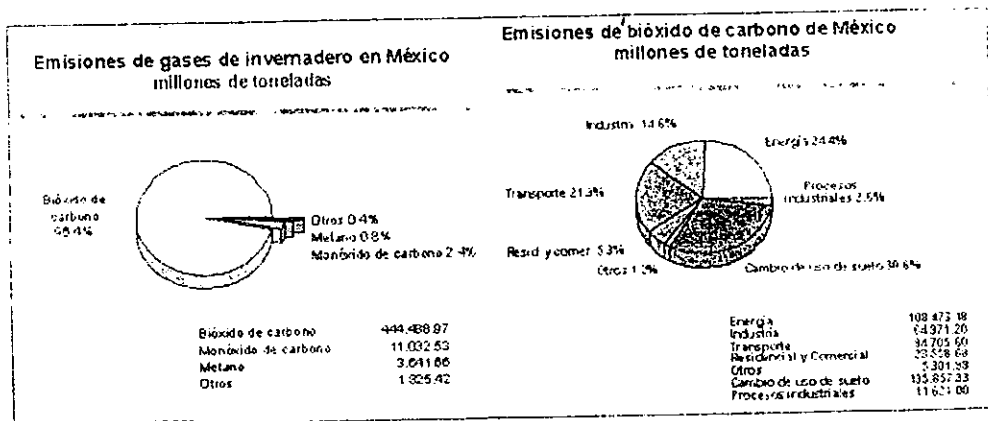 Emisiones de gases de invernadero en México
millones de toneladas
Bióxido de
carbono
96.4%
Otros 0.4%
Metano 0.8%
Monóxido de carbono 2.4%
Bióxido de carbono 444,488.97
Monóxido de carbono 11,032.53
Metano 3,641.66
Otros 1,825.42
Emisiones de bióxido de carbono de México
millones de toneladas
Industria 14.6%
Energía 24.4%
Transporte 21.3%
Procesos
industriales 2.6%
Resid. y comer. 5.3%
Otros 1.2%
Cambio de uso de suelo 30.6%
Energía 108,473.18
Industria 64,971.20
Transporte 94,705.60
Residencial y Comercial
Otros 5,301.98
Cambio de uso de suelo 135,857.33
Procesos industriales 11,621.00